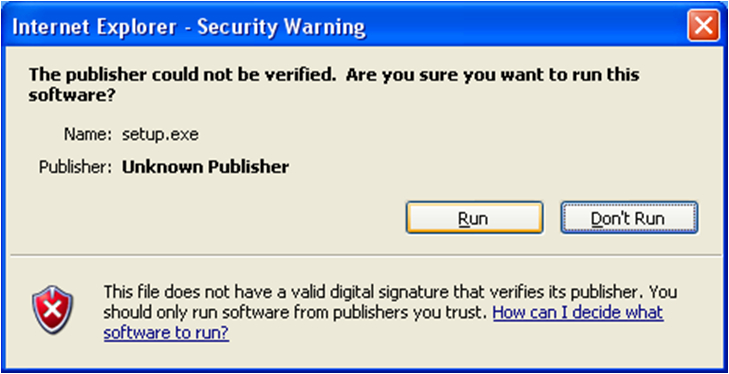 Internet Explorer - Security Warning
The publisher could not be verified. Are you sure you want to run this
software?
Name: setup.exe
Publisher: Unknown Publisher
Run Don't Run
This file does not have a valid digital signature that verifies its publisher. You
should only run software from publishers you trust. How can I decide what
software to run?